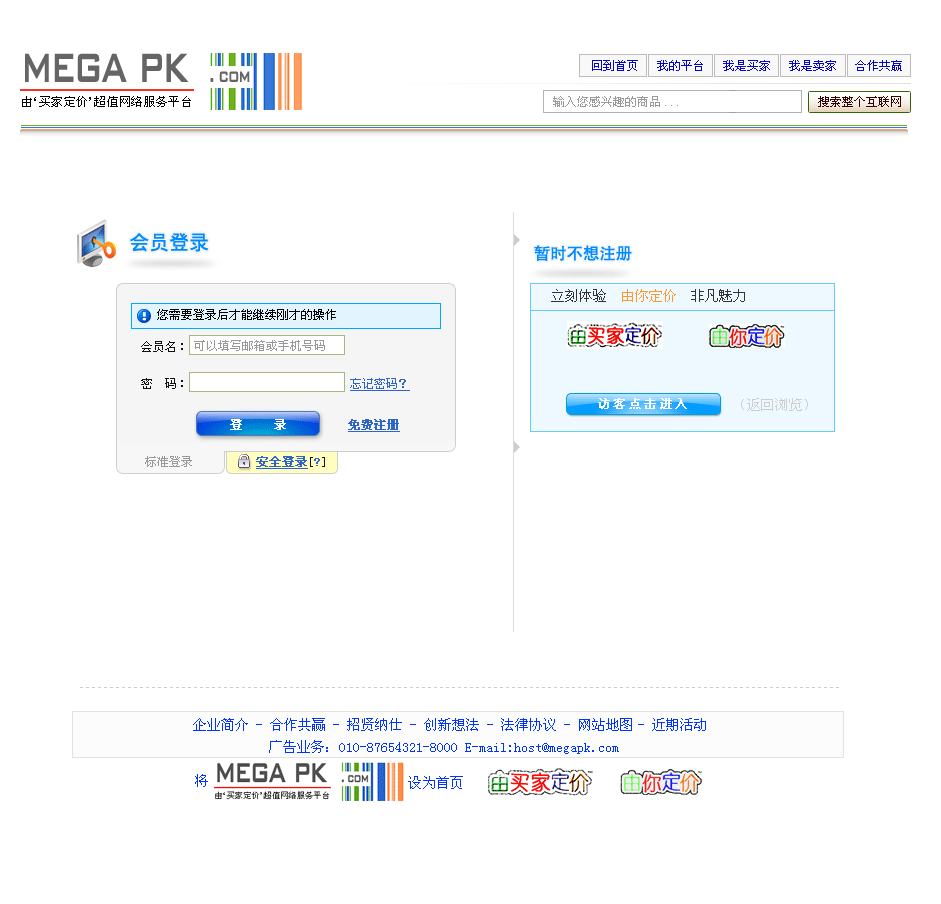 MEGA PK .COM
由‘买家定价’超值网络服务平台
回到首页 我的平台 我是买家 我是卖家 合作共赢
输入您感兴趣的商品 . . . 搜索整个互联网
会员登录
您需要登录后才能继续刚才的操作
会员名： 可以填写邮箱或手机号码
密 码： 忘记密码?
登 录 免费注册
标准登录 安全登录[?]
暂时不想注册
立刻体验 由你定价 非凡魅力
由买家定价 由你定价
访客点击进入 （返回浏览）
企业简介 - 合作共赢 - 招贤纳仕 - 创新想法 - 法律协议 - 网站地图 - 近期活动
广告业务：010-87654321-8000 E-mail:host@megapk.com
将 MEGA PK .COM 设为首页 由买家定价 由你定价
由‘买家定价’超值网络服务平台